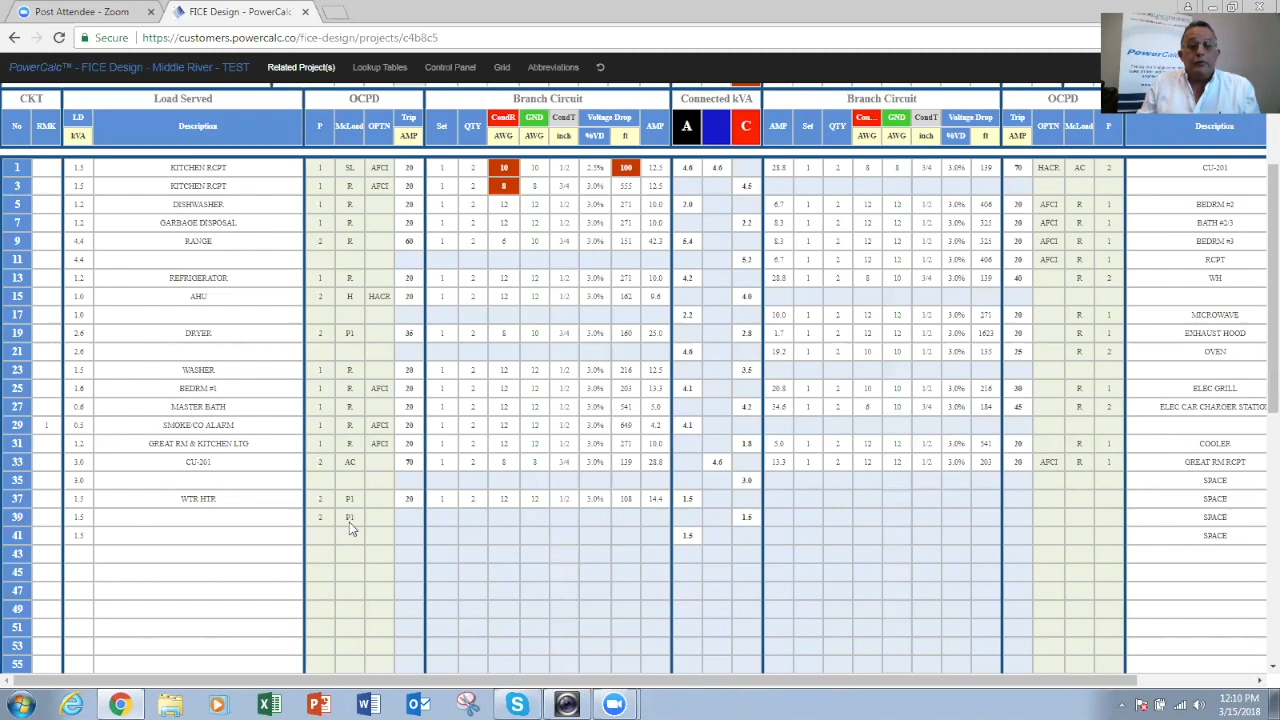 Post Attendee - Zoom × FICE Design - PowerCalc ×
Secure https://customers.powercalc.co/fice-design/projects/c4b8c5
PowerCalc™ - FICE Design - Middle River - TEST Related Project(s) Lookup Tables Control Panel Grid Abbreviations
PowerCalc
CKT Load Served OCPD Branch Circuit Connected kVA Branch Circuit OCPD
No RMK LD Description P McLoad OPTN Trip Set QTY CondR GND CondT Voltage Drop AMP A C AMP Set QTY Con... GND CondT Voltage Drop Trip OPTN McLoad P Description
kVA AMP AWG AWG inch %VD ft AWG AWG inch %VD ft AMP
1 1.5 KITCHEN RCPT 1 SL AFCI 20 1 2 10 10 1/2 2.5% 100 12.5 4.6 4.6 28.8 1 2 8 8 3/4 3.0% 139 70 HACR AC 2 CU-201
3 1.5 KITCHEN RCPT 1 R AFCI 20 1 2 8 8 3/4 3.0% 555 12.5 4.5
5 1.2 DISHWASHER 1 R 20 1 2 12 12 1/2 3.0% 271 10.0 2.0 6.7 1 2 12 12 1/2 3.0% 406 20 AFCI R 1 BEDRM #2
7 1.2 GARBAGE DISPOSAL 1 R 20 1 2 12 12 1/2 3.0% 271 10.0 2.2 8.3 1 2 12 12 1/2 3.0% 325 20 AFCI R 1 BATH #2/3
9 4.4 RANGE 2 R 60 1 2 6 10 3/4 3.0% 151 42.3 5.4 8.3 1 2 12 12 1/2 3.0% 325 20 AFCI R 1 BEDRM #3
11 4.4 5.2 6.7 1 2 12 12 1/2 3.0% 406 20 AFCI R 1 RCPT
13 1.2 REFRIGERATOR 1 R 20 1 2 12 12 1/2 3.0% 271 10.0 4.2 28.8 1 2 8 10 3/4 3.0% 139 40 R 2 WH
15 1.0 AHU 2 H HACR 20 1 2 12 12 1/2 3.0% 162 9.6 4.0
17 1.0 2.2 10.0 1 2 12 12 1/2 3.0% 271 20 R 1 MICROWAVE
19 2.6 DRYER 2 P1 35 1 2 8 10 3/4 3.0% 160 25.0 2.8 1.7 1 2 12 12 1/2 3.0% 1623 20 R 1 EXHAUST HOOD
21 2.6 4.6 19.2 1 2 10 10 1/2 3.0% 135 25 R 2 OVEN
23 1.5 WASHER 1 R 20 1 2 12 12 1/2 3.0% 216 12.5 3.5
25 1.6 BEDRM #1 1 R AFCI 20 1 2 12 12 1/2 3.0% 203 13.3 4.1 20.8 1 2 10 10 1/2 3.0% 216 30 R 1 ELEC GRILL
27 0.6 MASTER BATH 1 R 20 1 2 12 12 1/2 3.0% 541 5.0 4.2 34.6 1 2 6 10 3/4 3.0% 184 45 R 2 ELEC CAR CHARGER STATIO
29 1 0.5 SMOKE/CO ALARM 1 R AFCI 20 1 2 12 12 1/2 3.0% 649 4.2 4.1
31 1.2 GREAT RM & KITCHEN LTG 1 R AFCI 20 1 2 12 12 1/2 3.0% 271 10.0 1.8 5.0 1 2 12 12 1/2 3.0% 541 20 R 1 COOLER
33 3.0 CU-201 2 AC 70 1 2 8 8 3/4 3.0% 139 28.8 4.6 13.3 1 2 12 12 1/2 3.0% 203 20 AFCI R 1 GREAT RM RCPT
35 3.0 3.0 SPACE
37 1.5 WTR HTR 2 P1 20 1 2 12 12 1/2 3.0% 108 14.4 1.5 SPACE
39 1.5 2 P1 1.5 SPACE
41 1.5 1.5 SPACE
43
45
47
49
51
53
55
12:10 PM
3/15/2018